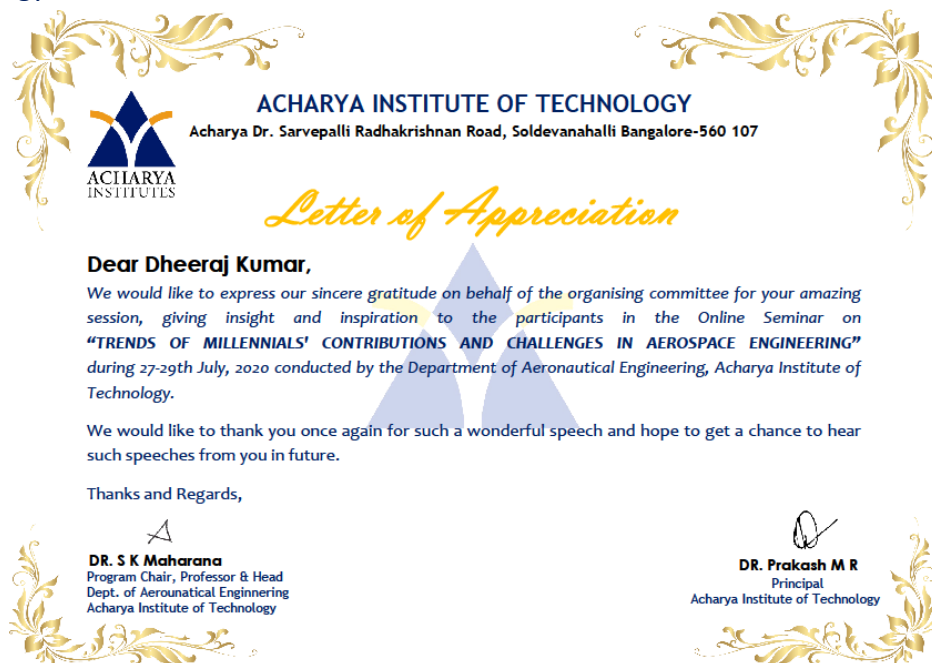 ACHARYA INSTITUTE OF TECHNOLOGY
Acharya Dr. Sarvepalli Radhakrishnan Road, Soldevanahalli Bangalore-560 107
ACHARYA
INSTITUTES
Letter of Appreciation
Dear Dheeraj Kumar,
We would like to express our sincere gratitude on behalf of the organising committee for your amazing
session, giving insight and inspiration to the participants in the Online Seminar on
“TRENDS OF MILLENNIALS' CONTRIBUTIONS AND CHALLENGES IN AEROSPACE ENGINEERING”
during 27-29th July, 2020 conducted by the Department of Aeronautical Engineering, Acharya Institute of
Technology.
We would like to thank you once again for such a wonderful speech and hope to get a chance to hear
such speeches from you in future.
Thanks and Regards,
DR. S K Maharana
Program Chair, Professor & Head
Dept. of Aerounatical Enginnering
Acharya Institute of Technology
DR. Prakash M R
Principal
Acharya Institute of Technology